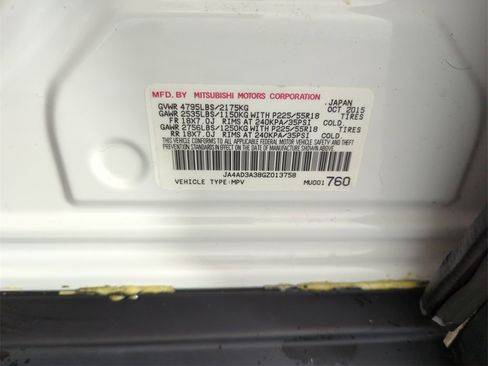 MFD. BY MITSUBISHI MOTORS CORPORATION JAPAN
GVWR 4795LBS/2175KG OCT 2015
GAWR 2535LBS/1150KG WITH P225/55R18 TIRES
FR 18X7.0J RIMS AT 240KPA/35PSI COLD
GAWR 2756LBS/1250KG WITH P225/55R18 TIRES
RR 18X7.0J RIMS AT 240KPA/35PSI COLD
THIS VEHICLE CONFORMS TO ALL APPLICABLE FEDERAL MOTOR VEHICLE SAFETY, BUMPER, AND THEFT PREVENTION STANDARDS IN EFFECT ON THE DATE OF MANUFACTURE SHOWN ABOVE.
JA4AD3A38GZ013758
VEHICLE TYPE:MPV MU001760